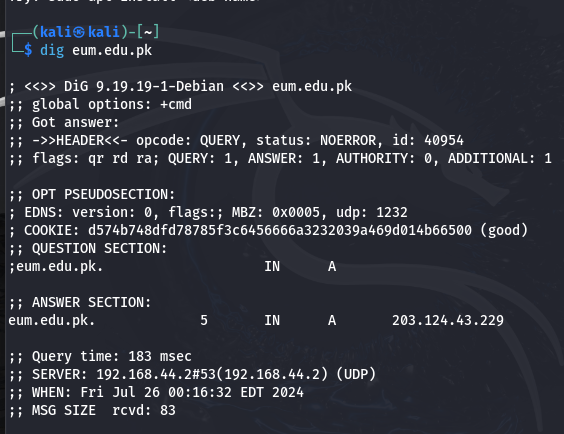 ┌──(kali㉿kali)-[~]
└─$ dig eum.edu.pk
; <<>> DiG 9.19.19-1-Debian <<>> eum.edu.pk
;; global options: +cmd
;; Got answer:
;; ->>HEADER<<- opcode: QUERY, status: NOERROR, id: 40954
;; flags: qr rd ra; QUERY: 1, ANSWER: 1, AUTHORITY: 0, ADDITIONAL: 1
;; OPT PSEUDOSECTION:
; EDNS: version: 0, flags:; MBZ: 0x0005, udp: 1232
; COOKIE: d574b748dfd78785f3c6456666a3232039a469d014b66500 (good)
;; QUESTION SECTION:
;eum.edu.pk. IN A
;; ANSWER SECTION:
eum.edu.pk. 5 IN A 203.124.43.229
;; Query time: 183 msec
;; SERVER: 192.168.44.2#53(192.168.44.2) (UDP)
;; WHEN: Fri Jul 26 00:16:32 EDT 2024
;; MSG SIZE rcvd: 83